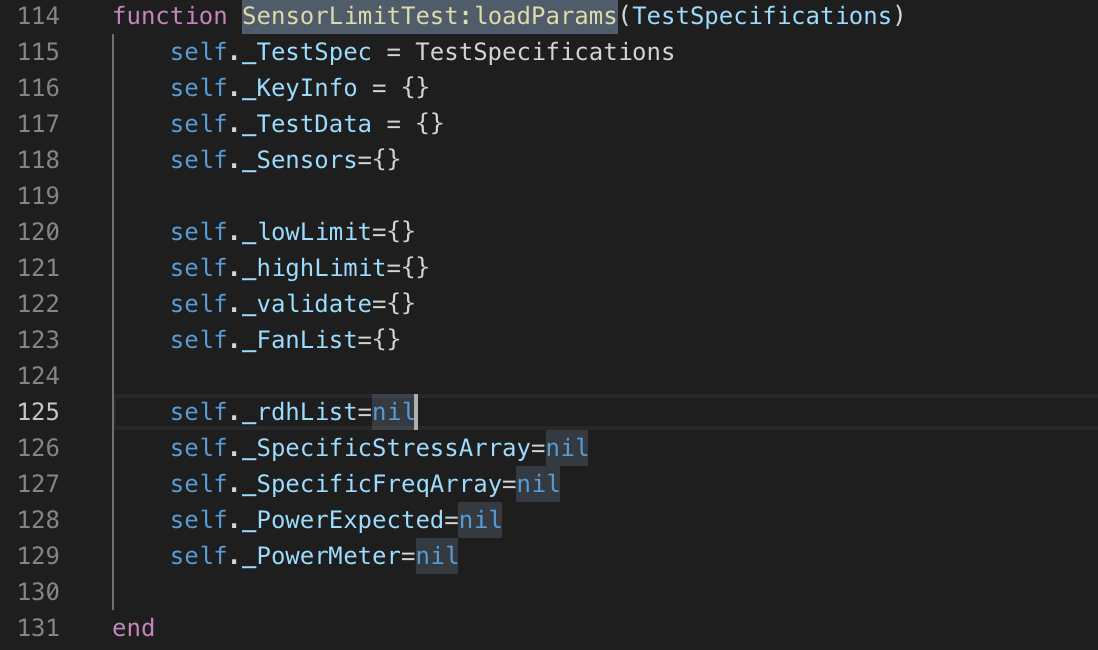 114 function SensorLimitTest:loadParams(TestSpecifications)
115 self._TestSpec = TestSpecifications
116 self._KeyInfo = {}
117 self._TestData = {}
118 self._Sensors={}
119
120 self._lowLimit={}
121 self._highLimit={}
122 self._validate={}
123 self._FanList={}
124
125 self._rdhList=nil
126 self._SpecificStressArray=nil
127 self._SpecificFreqArray=nil
128 self._PowerExpected=nil
129 self._PowerMeter=nil
130
131 end